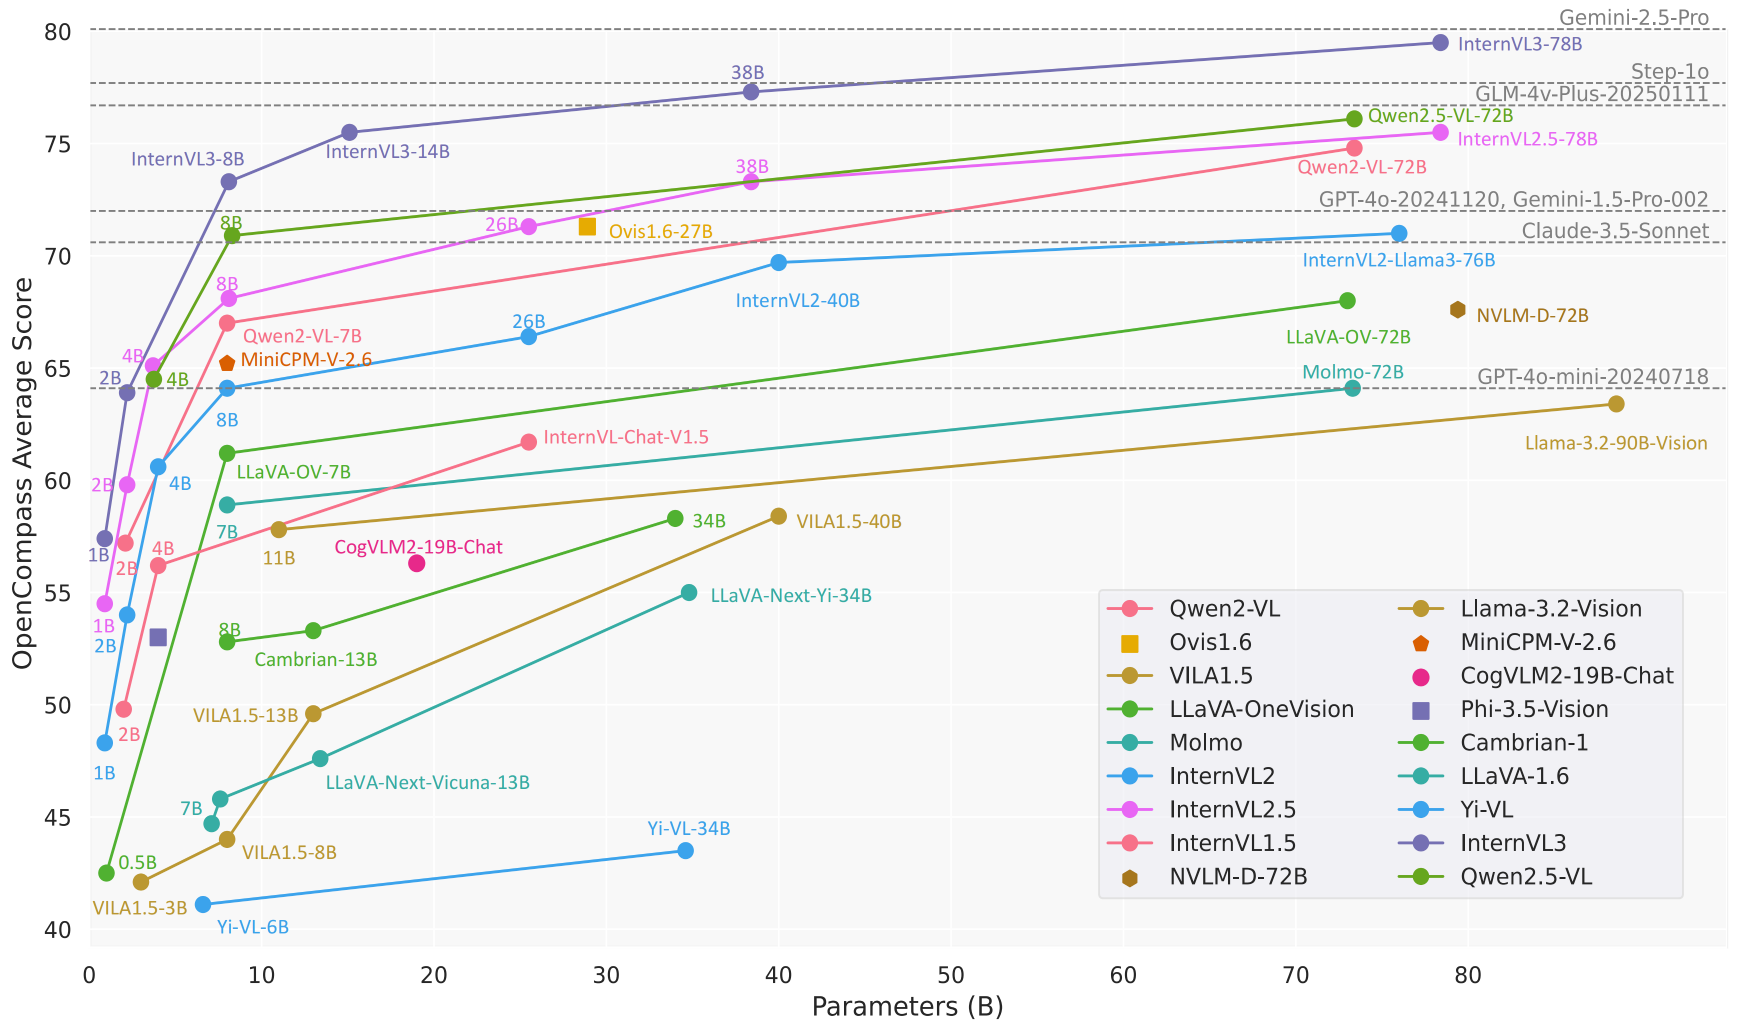 Gemini-2.5-Pro
80
InternVL3-78B
38B
Step-1o
GLM-4v-Plus-20250111
Qwen2.5-VL-72B
InternVL2.5-78B
75
InternVL3-8B
InternVL3-14B
38B
Qwen2-VL-72B
GPT-4o-20241120, Gemini-1.5-Pro-002
8B
26B
Ovis1.6-27B
Claude-3.5-Sonnet
70
InternVL2-Llama3-76B
8B
InternVL2-40B
26B
NVLM-D-72B
Qwen2-VL-7B
LLaVA-OV-72B
4B
MiniCPM-V-2.6
65
2B
4B
Molmo-72B
GPT-4o-mini-20240718
8B
InternVL-Chat-V1.5
Llama-3.2-90B-Vision
LLaVA-OV-7B
60
2B
4B
7B
34B
VILA1.5-40B
1B
4B
11B
CogVLM2-19B-Chat
2B
55
LLaVA-Next-Yi-34B
1B
8B
2B
Cambrian-13B
50
VILA1.5-13B
2B
1B
LLaVA-Next-Vicuna-13B
7B
45
Yi-VL-34B
VILA1.5-8B
0.5B
VILA1.5-3B
Yi-VL-6B
40
OpenCompass Average Score
0 10 20 30 40 50 60 70 80
Parameters (B)
Qwen2-VL
Ovis1.6
VILA1.5
LLaVA-OneVision
Molmo
InternVL2
InternVL2.5
InternVL1.5
NVLM-D-72B
Llama-3.2-Vision
MiniCPM-V-2.6
CogVLM2-19B-Chat
Phi-3.5-Vision
Cambrian-1
LLaVA-1.6
Yi-VL
InternVL3
Qwen2.5-VL